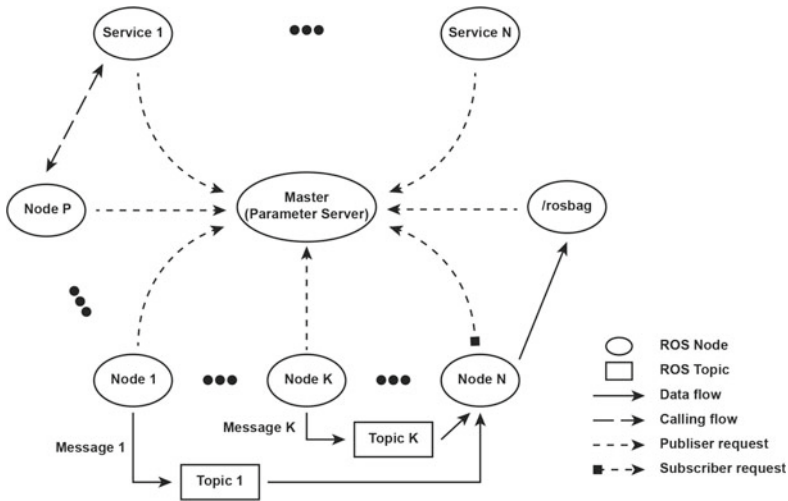 Service 1
Service N
Node P
Master
(Parameter Server)
/rosbag
Node 1
Node K
Node N
ROS Node
ROS Topic
Data flow
Calling flow
Publiser request
Subscriber request
Message 1
Message K
Topic K
Topic 1